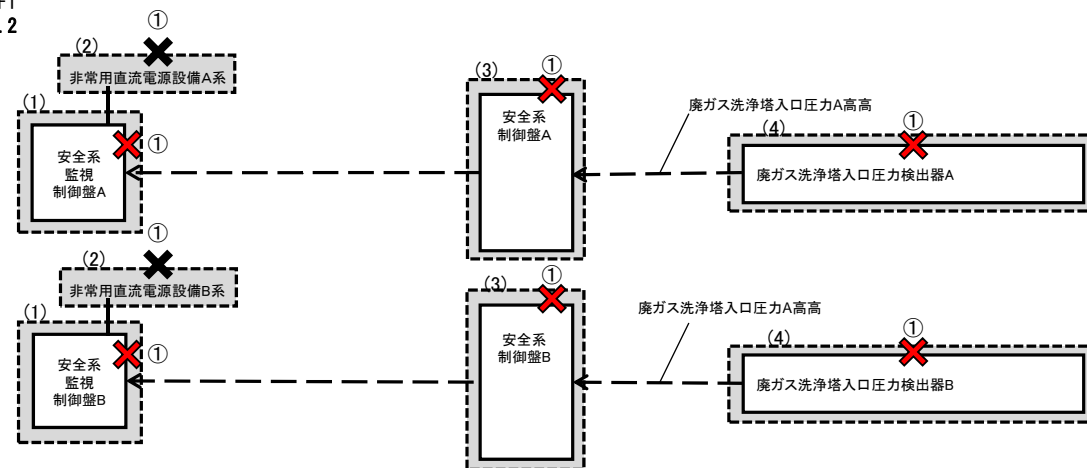 .2
①
(2)
非常用直流電源設備A系
(1)
①
安全系
監視
制御盤A
(3)
①
安全系
制御盤A
廃ガス洗浄塔入口圧力A高高
①
(4)
廃ガス洗浄塔入口圧力検出器A
①
(2)
非常用直流電源設備B系
(1)
①
安全系
監視
制御盤B
(3)
①
安全系
制御盤B
廃ガス洗浄塔入口圧力A高高
①
(4)
廃ガス洗浄塔入口圧力検出器B